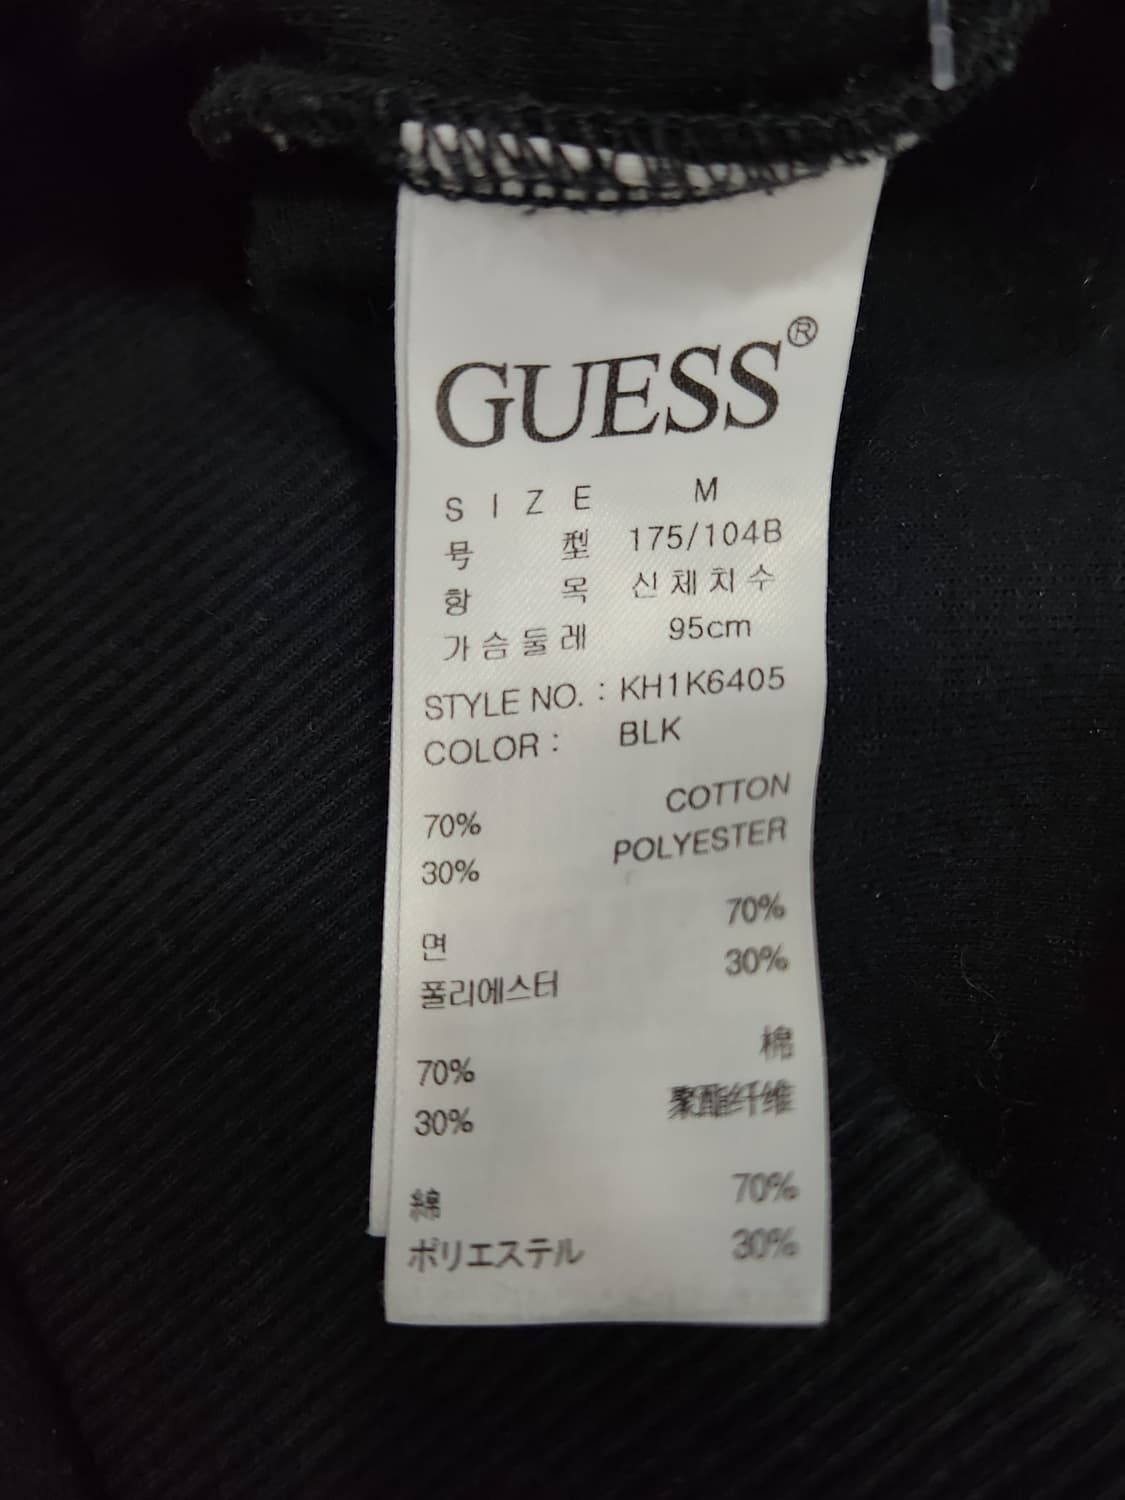 GUESS®
SIZE M
号型 175/104B
항목 신체치수
가슴둘레 95cm
STYLE NO. : KH1K6405
COLOR : BLK
70% COTTON
30% POLYESTER
면 70%
폴리에스터 30%
70% 棉
30% 聚酯纤维
綿 70%
ポリエステル 30%